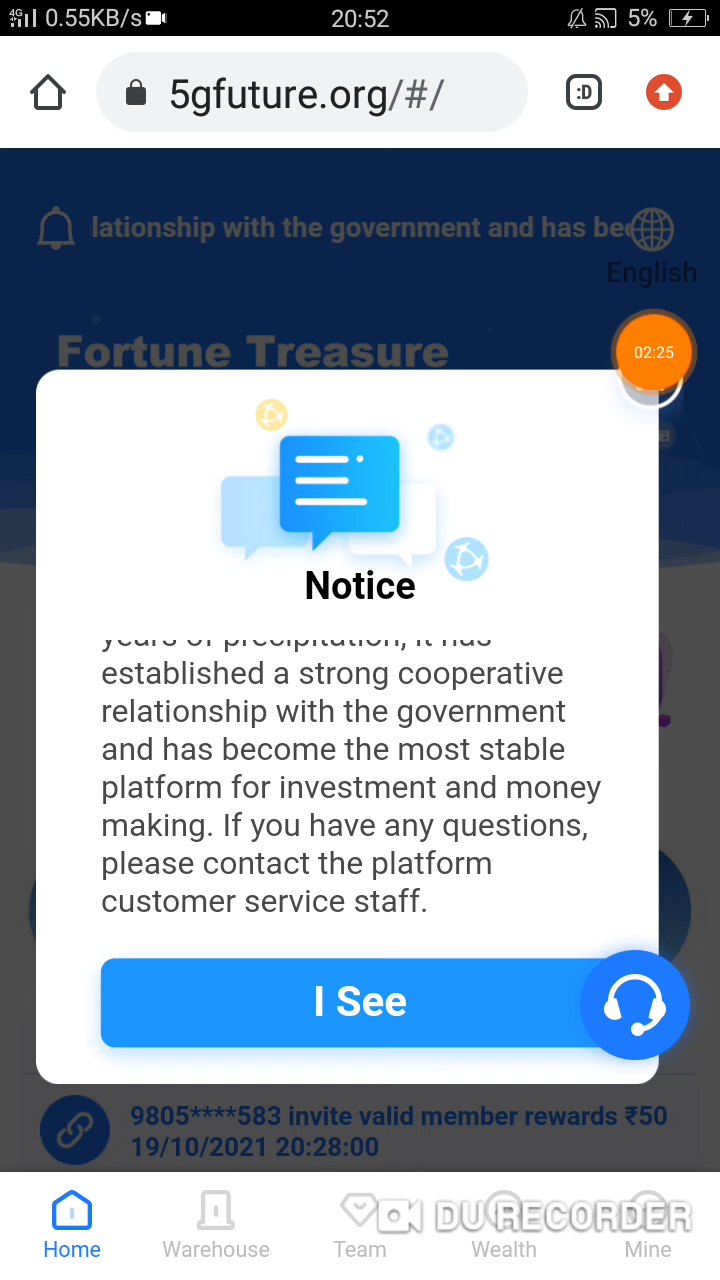 4G 0.55KB/s 20:52 5%
5gfuture.org/#/ :D
lationship with the government and has be
English
Fortune Treasure
02:25
Notice
years of precipitation, it has
established a strong cooperative
relationship with the government
and has become the most stable
platform for investment and money
making. If you have any questions,
please contact the platform
customer service staff.
I See
9805****583 invite valid member rewards ₹50
19/10/2021 20:28:00
DU RECORDER
Home Warehouse Team Wealth Mine